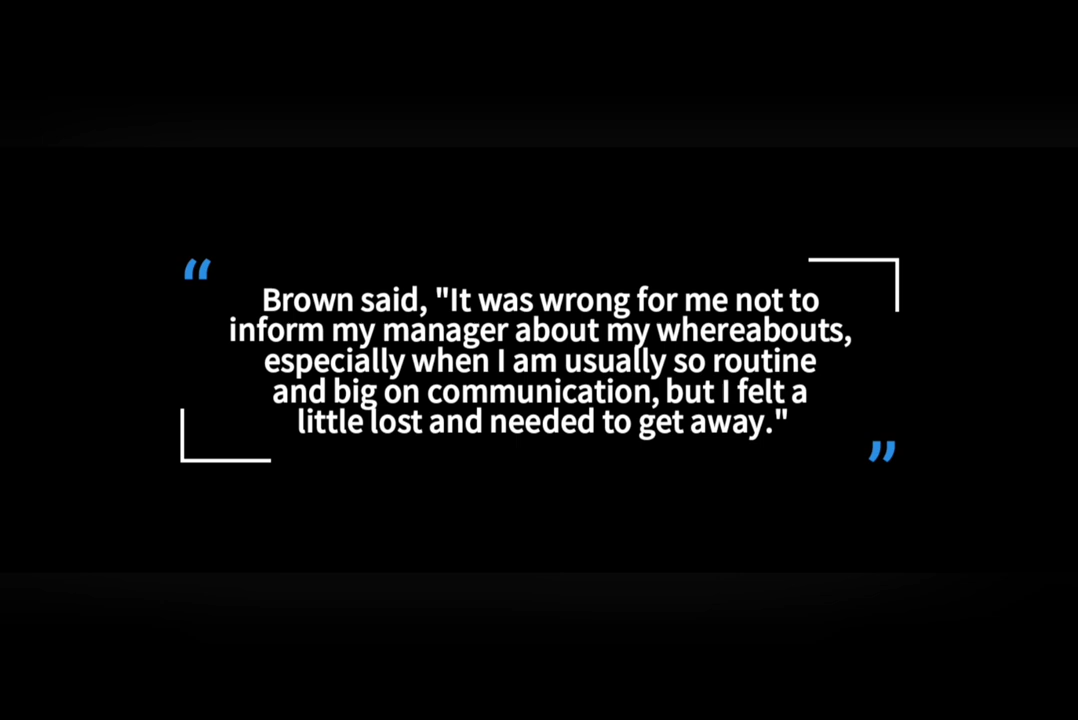 “
Brown said, "It was wrong for me not to
inform my manager about my whereabouts,
especially when I am usually so routine
and big on communication, but I felt a
little lost and needed to get away."
”